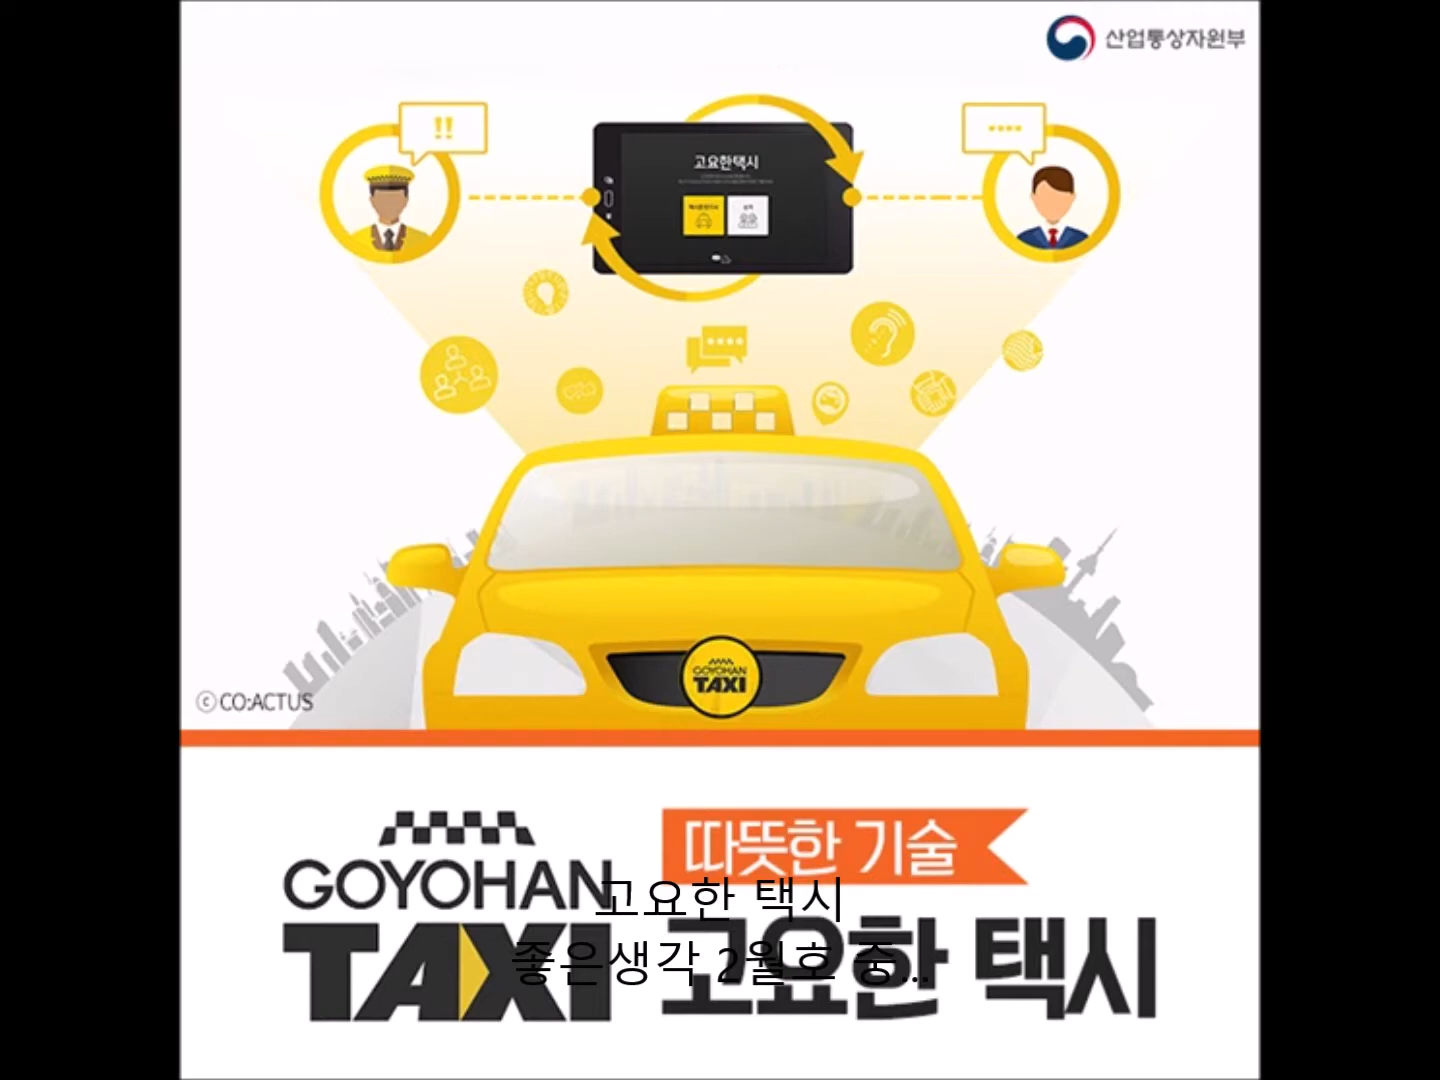 산업통상자원부
!!
....
고요한택시
GOYOHAN
TAXI
ⓒ CO:ACTUS
따뜻한 기술
GOYOHAN
TAXI
고요한 택시
고요한 택시
좋은생각 2월호 중...